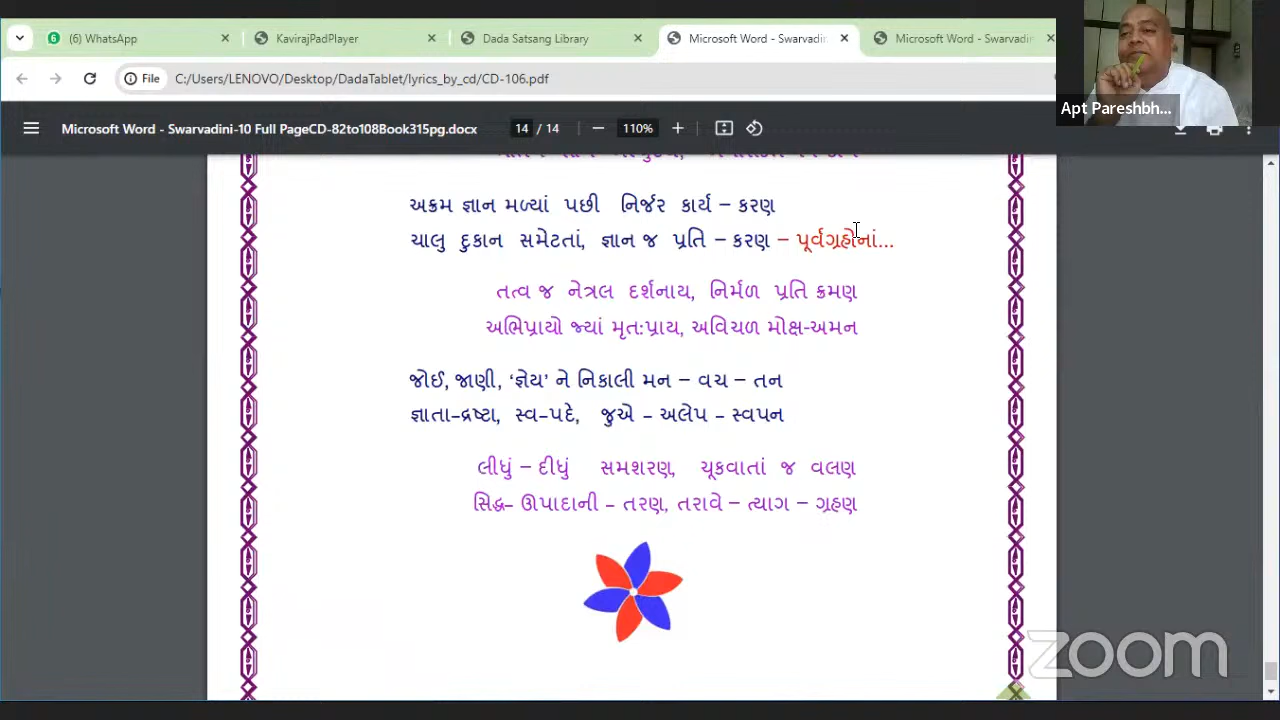 (6) WhatsApp
KavirajPadPlayer
Dada Satsang Library
Microsoft Word - Swarvadin
Microsoft Word - Swarvadin
File
C:/Users/LENOVO/Desktop/DadaTablet/lyrics_by_cd/CD-106.pdf
Apt Pareshbh...
Microsoft Word - Swarvadini-10 Full PageCD-82to108Book315pg.docx
14 / 14
110%
અક્રમ જ્ઞાન મળ્યાં પછી નિર્જર કાર્ય – કરણ
ચાલુ દુકાન સમેટતાં, જ્ઞાન જ પ્રતિ – કરણ – પૂર્વગ્રહોનાં...
તત્વ જ નેત્રલ દર્શનાય, નિર્મળ પ્રતિ ક્રમણ
અભિપ્રાયો જ્યાં મૃત:પ્રાય, અવિચળ મોક્ષ-અમન
જોઈ, જાણી, ‘જ્ઞેય’ ને નિકાલી મન – વચ – તન
જ્ઞાતા–દ્રષ્ટા, સ્વ–પદે, જુએ – અલેપ – સ્વપન
લીધું – દીધું સમશરણ, ચૂકવાતાં જ વલણ
સિદ્ધ– ઊપાદાની – તરણ, તરાવે – ત્યાગ – ગ્રહણ
zoom